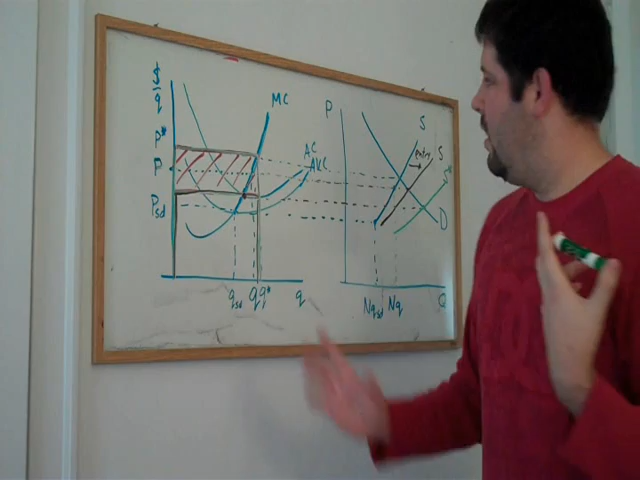 $/q
MC
P*
AC
AVC
P
Psd
qsd q q* q
P
S
entry
S
S*
D
Nqsd Nq Q